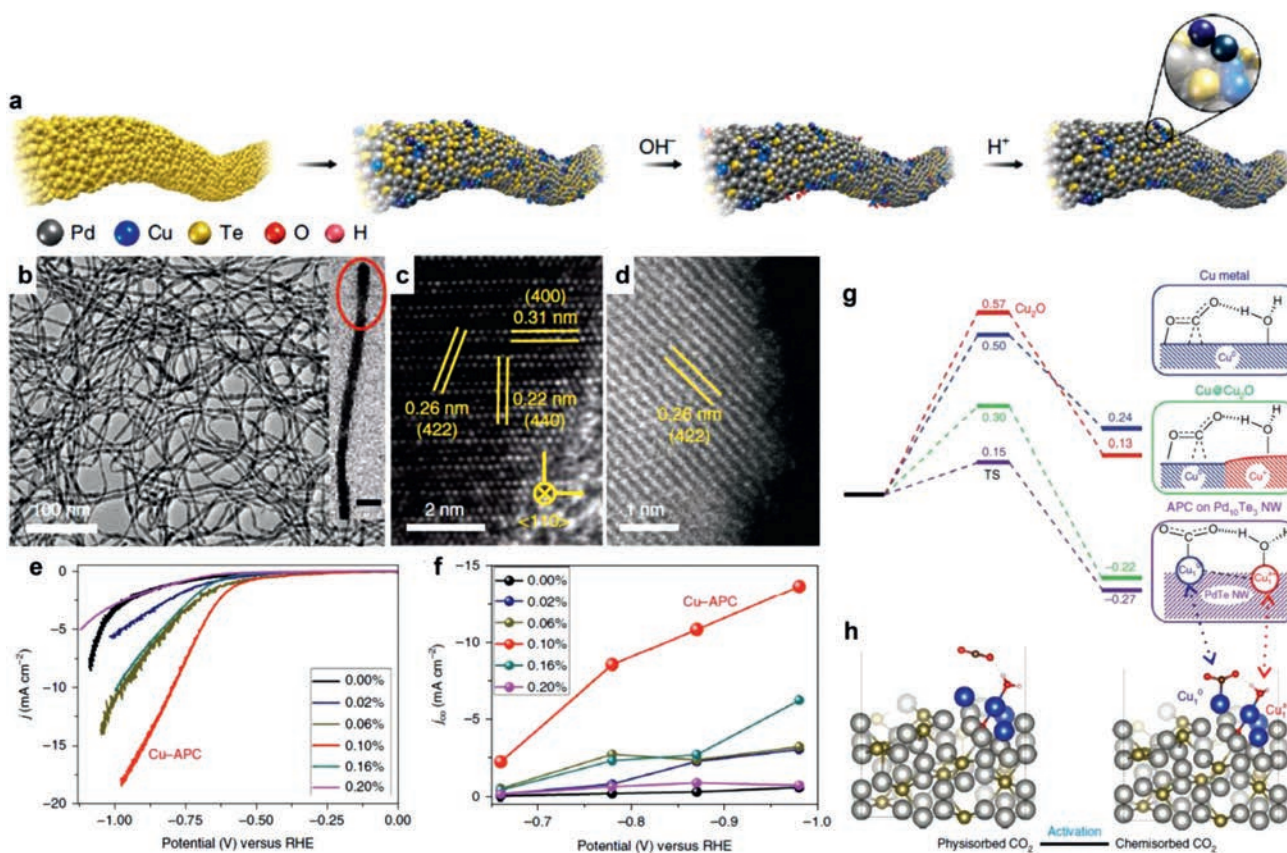 a
OH⁻
H⁺
Pd Cu Te O H
b
100 nm
c
(400)
0.31 nm
0.26 nm
(422)
0.22 nm
(440)
<110>
2 nm
d
0.26 nm
(422)
1 nm
e
0
−5
−10
−15
−20
j (mA cm⁻²)
Cu–APC
0.00%
0.02%
0.06%
0.10%
0.16%
0.20%
−1.00 −0.75 −0.50 −0.25 0.00
Potential (V) versus RHE
f
−15
−10
−5
0
j_co (mA cm⁻²)
0.00%
0.02%
0.06%
0.10%
0.16%
0.20%
Cu–APC
−0.7 −0.8 −0.9 −1.0
Potential (V) versus RHE
g
0.57
Cu₂O
0.50
0.30
0.15
TS
0.24
0.13
−0.22
−0.27
Cu metal
O C O H H O
Cu⁰
Cu@Cu₂O
O C O H H O
Cu⁰ Cu⁺
APC on Pd₁₀Te₃ NW
O C O H H O
Cu₁⁰ Cu₁ˣ⁺
PdTe NW
h
Cu₁⁰
Physisorbed CO₂ Activation Chemisorbed CO₂